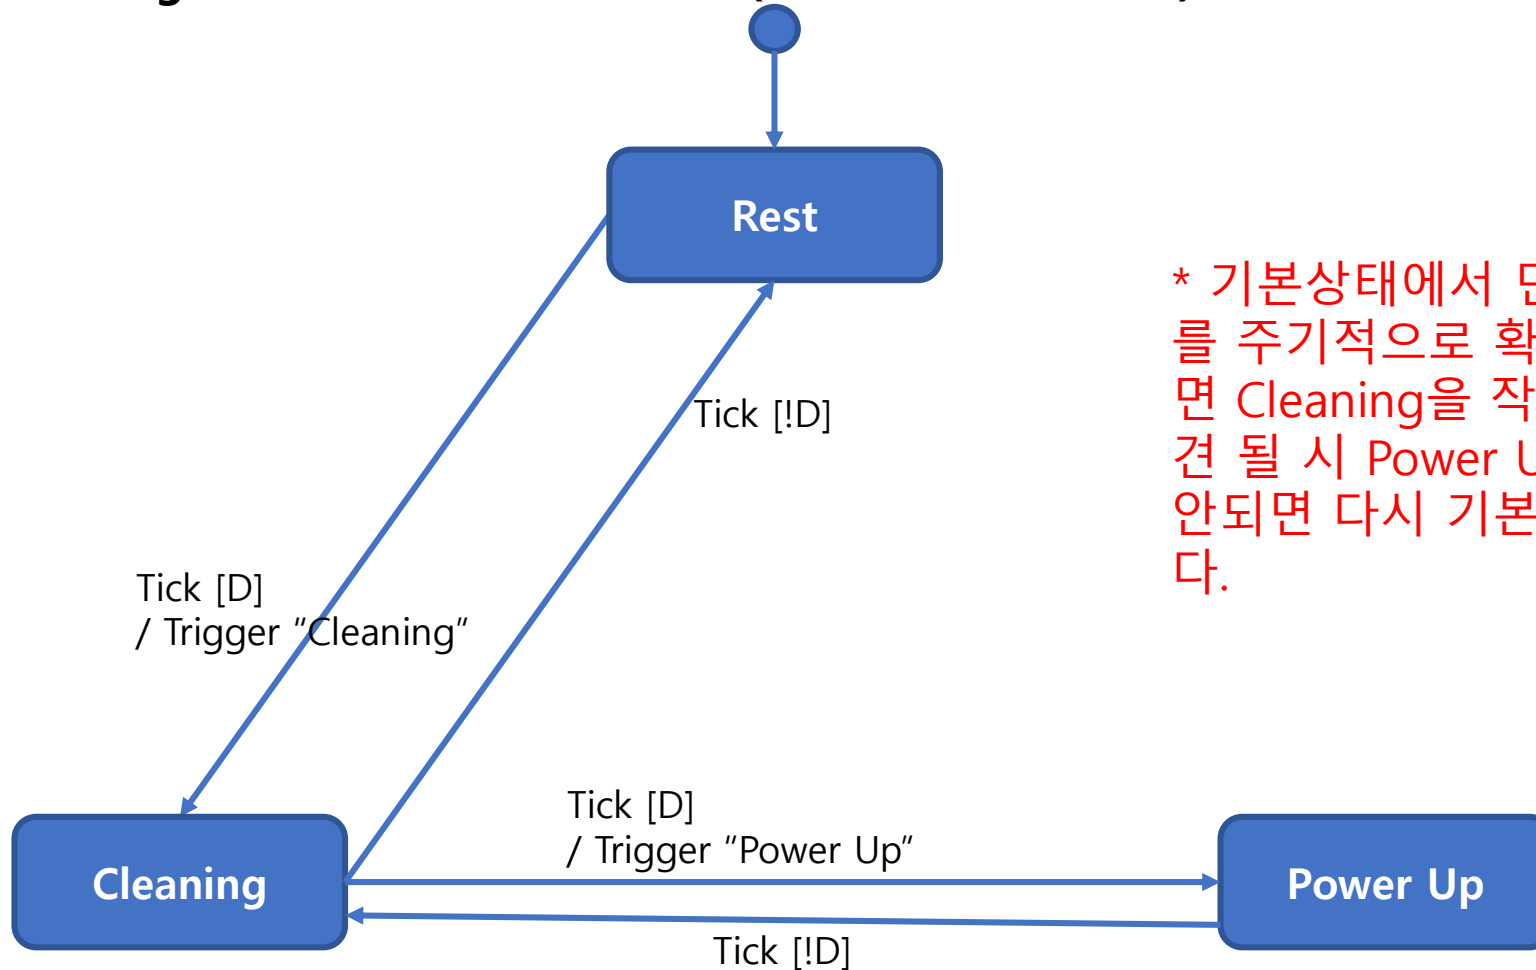 Rest
* 기본상태에서
를 주기적으로
면 Cleaning을
견 될 시 Power
안되면 다시
다.
Tick [!D]
Tick [D]
/ Trigger "Cleaning"
Tick [D]
/ Trigger "Power Up"
Cleaning
Power Up
Tick [!D]